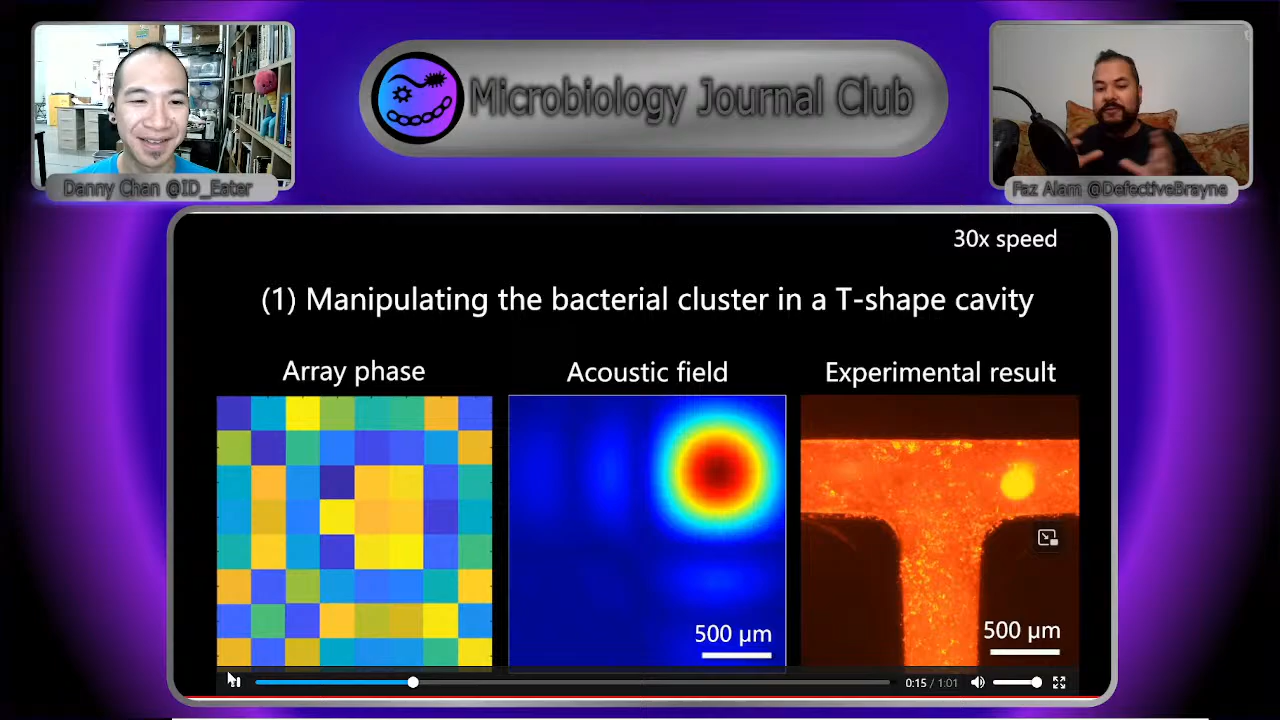 Microbiology Journal Club
Danny Chan @ID_Eater
Faz Alam @DefectiveBrayne
30x speed
(1) Manipulating the bacterial cluster in a T-shape cavity
Array phase
Acoustic field
Experimental result
500 μm
500 μm
0:15 / 1:01